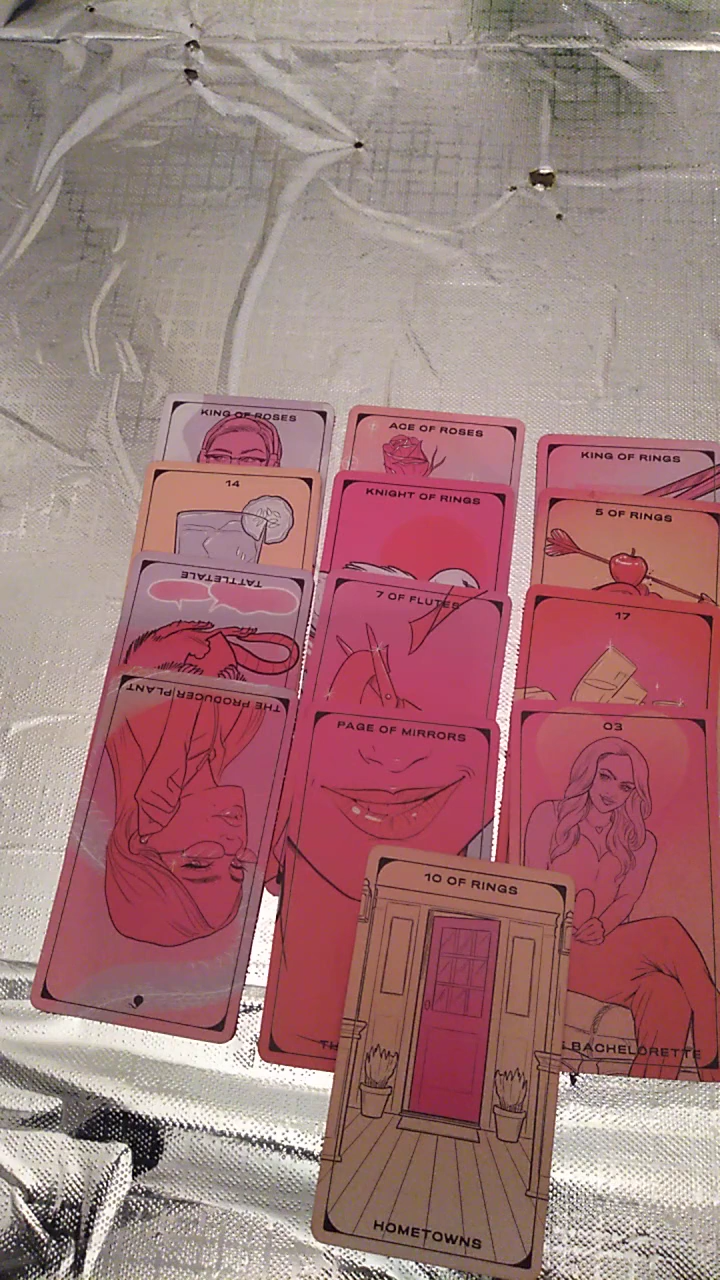 KING OF ROSES
14
TATTLETALE
THE PRODUCER PLANT
0
ACE OF ROSES
KNIGHT OF RINGS
7 OF FLUTES
PAGE OF MIRRORS
KING OF RINGS
5 OF RINGS
17
03
BACHELORETTE
10 OF RINGS
HOMETOWNS